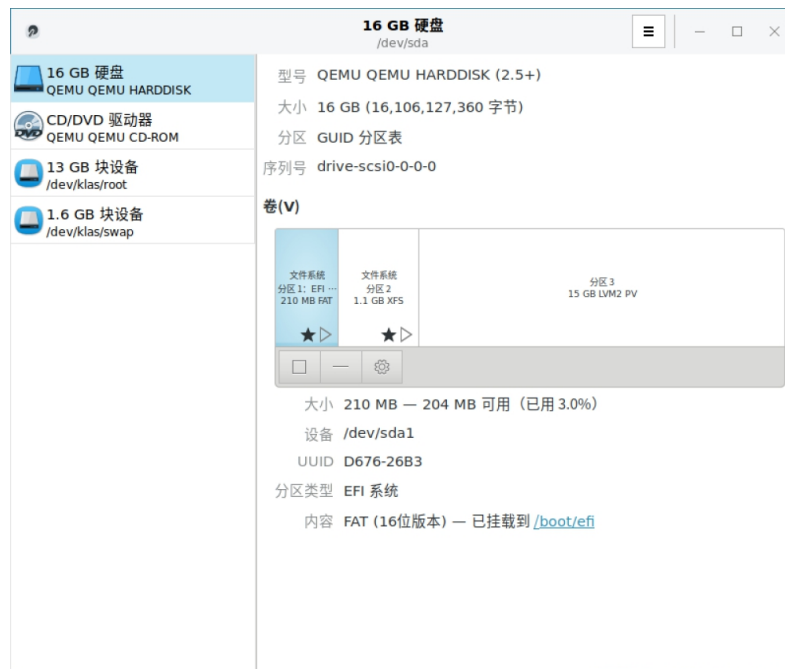 16 GB 硬盘
/dev/sda
16 GB 硬盘
QEMU QEMU HARDDISK
CD/DVD 驱动器
QEMU QEMU CD-ROM
13 GB 块设备
/dev/klas/root
1.6 GB 块设备
/dev/klas/swap
型号 QEMU QEMU HARDDISK (2.5+)
大小 16 GB (16,106,127,360 字节)
分区 GUID 分区表
序列号 drive-scsi0-0-0-0
卷(V)
文件系统
分区1: EFI ...
210 MB FAT
文件系统
分区 2
1.1 GB XFS
分区 3
15 GB LVM2 PV
大小 210 MB — 204 MB 可用（已用 3.0%）
设备 /dev/sda1
UUID D676-26B3
分区类型 EFI 系统
内容 FAT (16位版本) — 已挂载到 /boot/efi
DVD